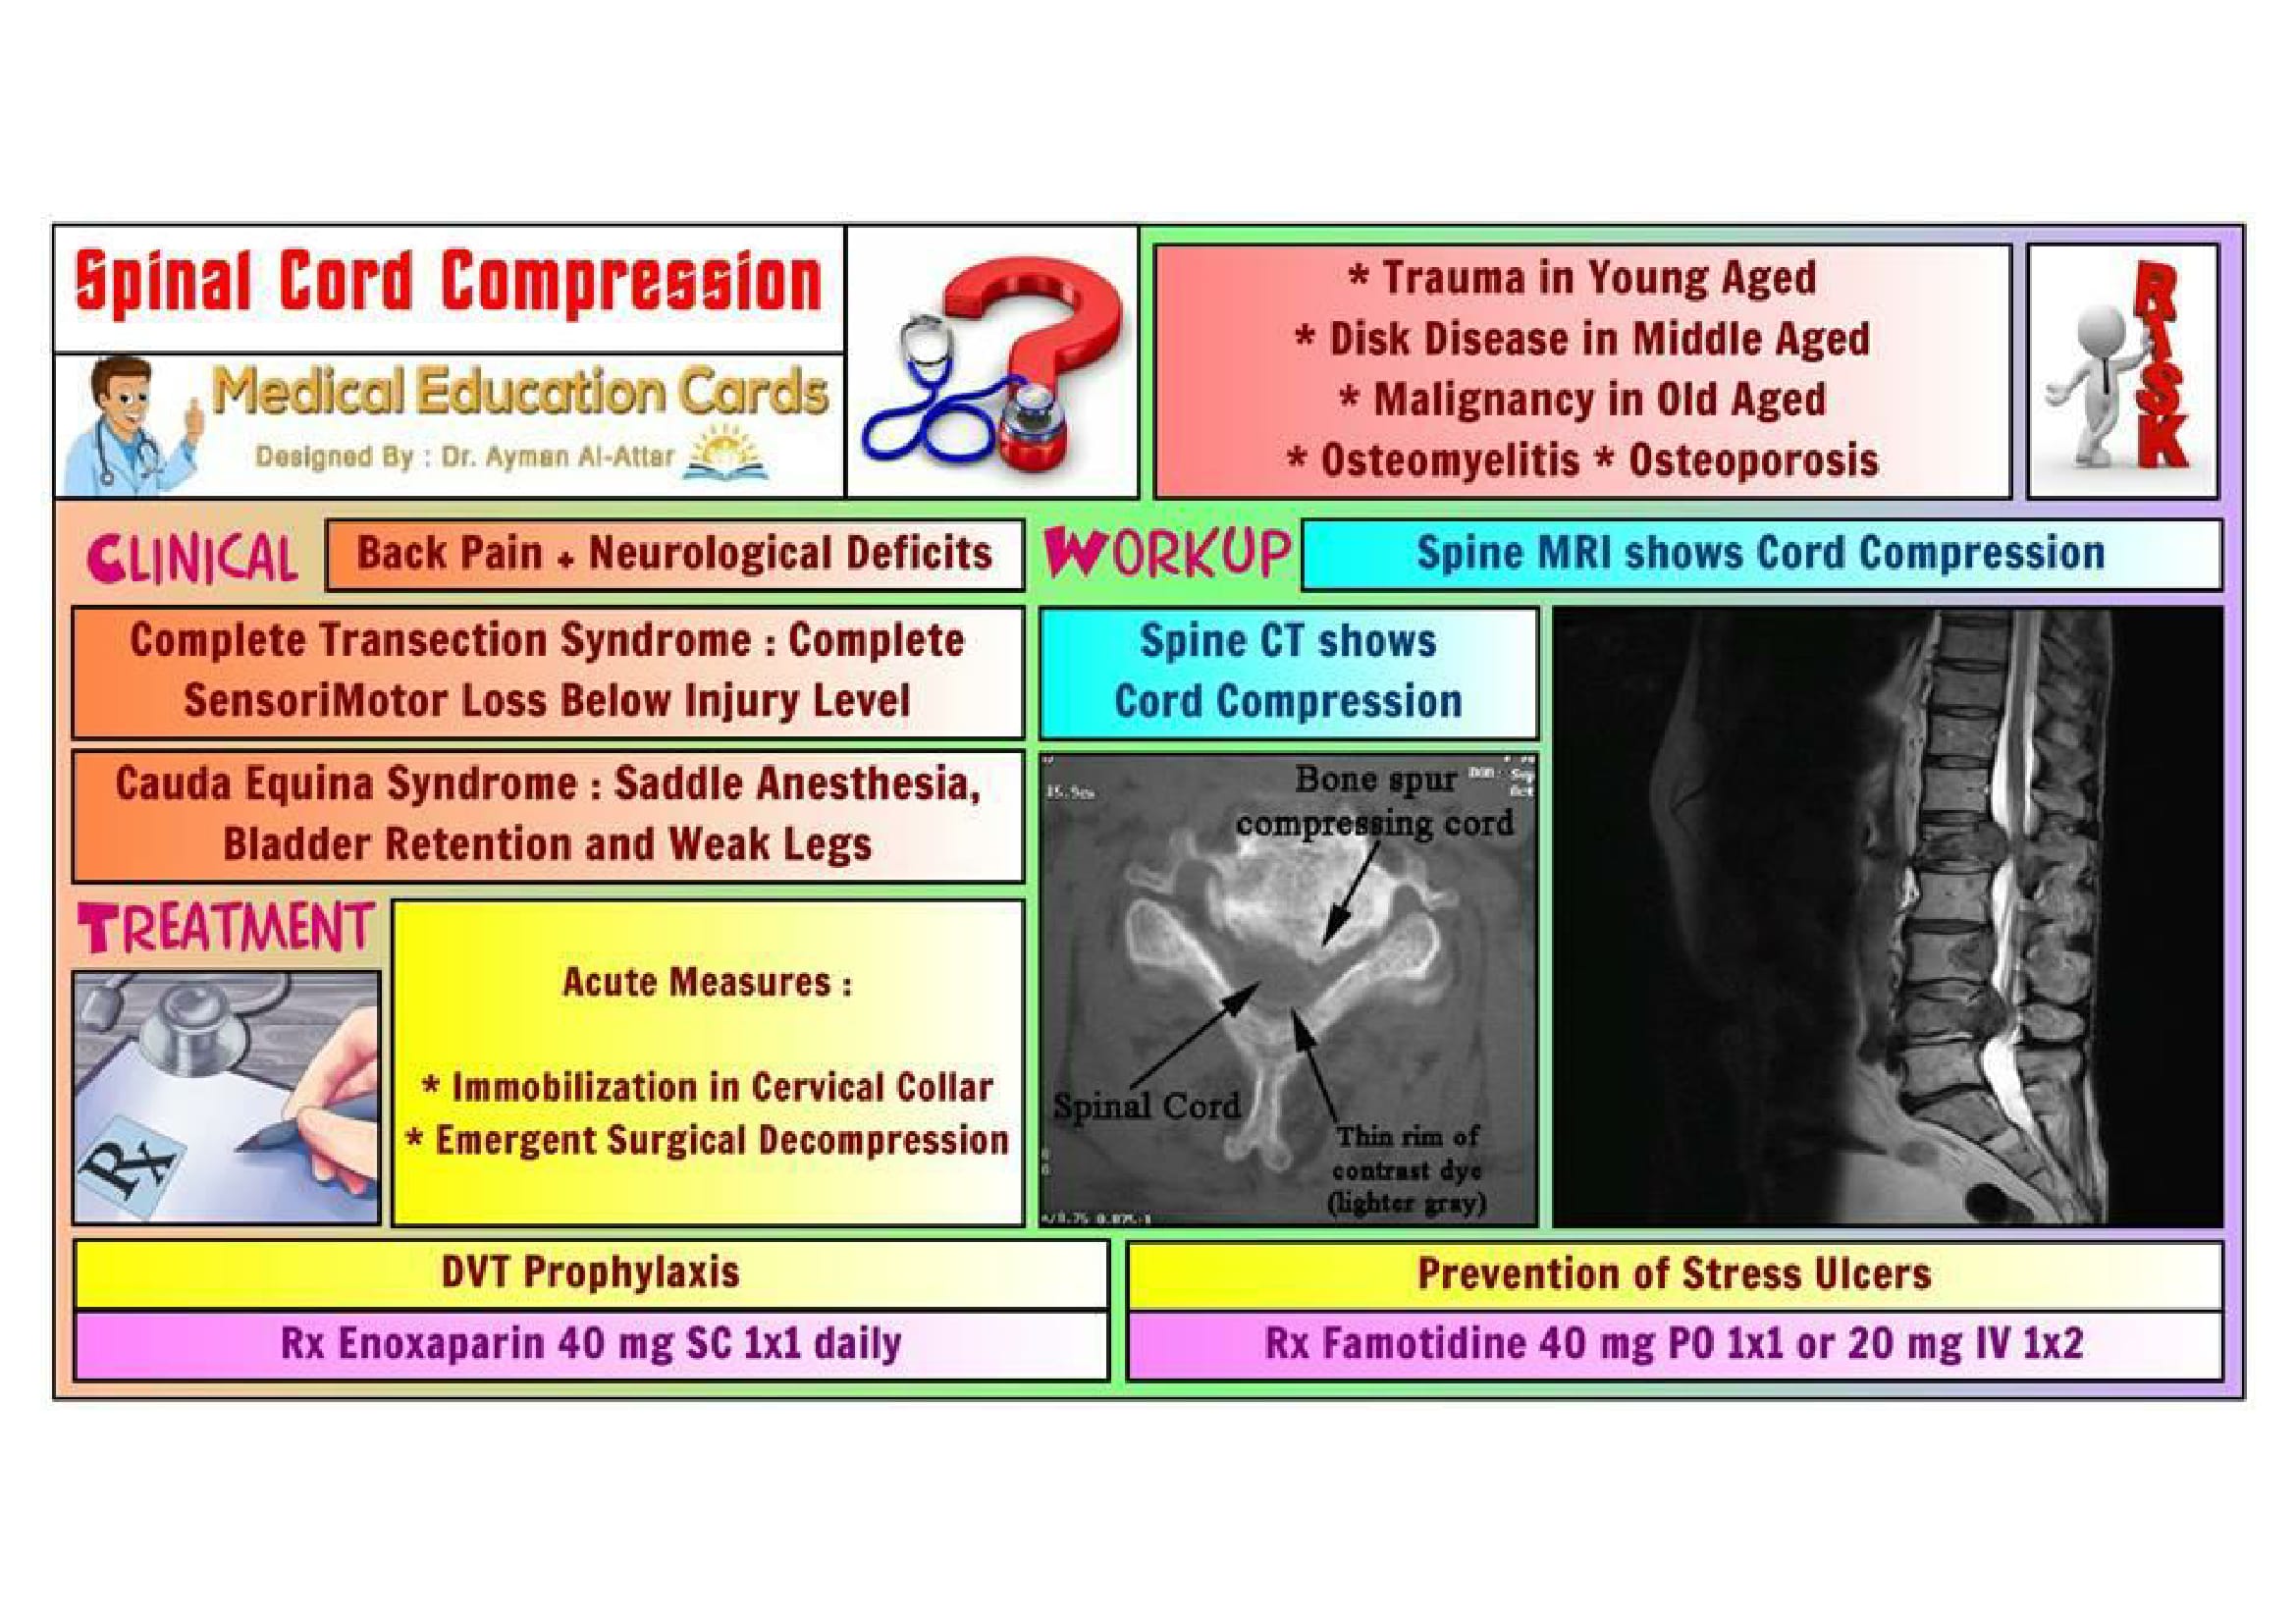 Spinal Cord Compression
Medical Education Cards
Designed By : Dr. Ayman Al-Attar
* Trauma in Young Aged
* Disk Disease in Middle Aged
* Malignancy in Old Aged
* Osteomyelitis * Osteoporosis
RISK
CLINICAL
Back Pain + Neurological Deficits
Complete Transection Syndrome : Complete
SensoriMotor Loss Below Injury Level
Cauda Equina Syndrome : Saddle Anesthesia,
Bladder Retention and Weak Legs
WORKUP
Spine MRI shows Cord Compression
Spine CT shows
Cord Compression
Bone spur
compressing cord
Spinal Cord
Thin rim of
contrast dye
(lighter gray)
TREATMENT
Rx
Acute Measures :
* Immobilization in Cervical Collar
* Emergent Surgical Decompression
DVT Prophylaxis
Rx Enoxaparin 40 mg SC 1x1 daily
Prevention of Stress Ulcers
Rx Famotidine 40 mg PO 1x1 or 20 mg IV 1x2